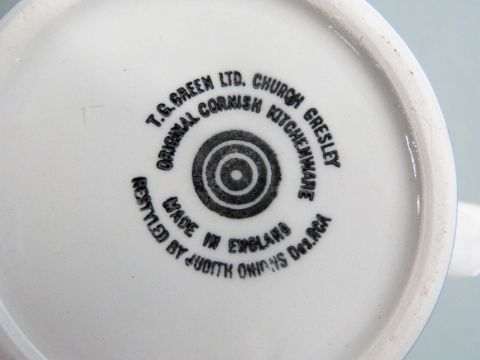 T.G. GREEN LTD. CHURCH GRESLEY
ORIGINAL CORNISH KITCHENWARE
MADE IN ENGLAND
RESTYLED BY JUDITH ONIONS Des.RCA